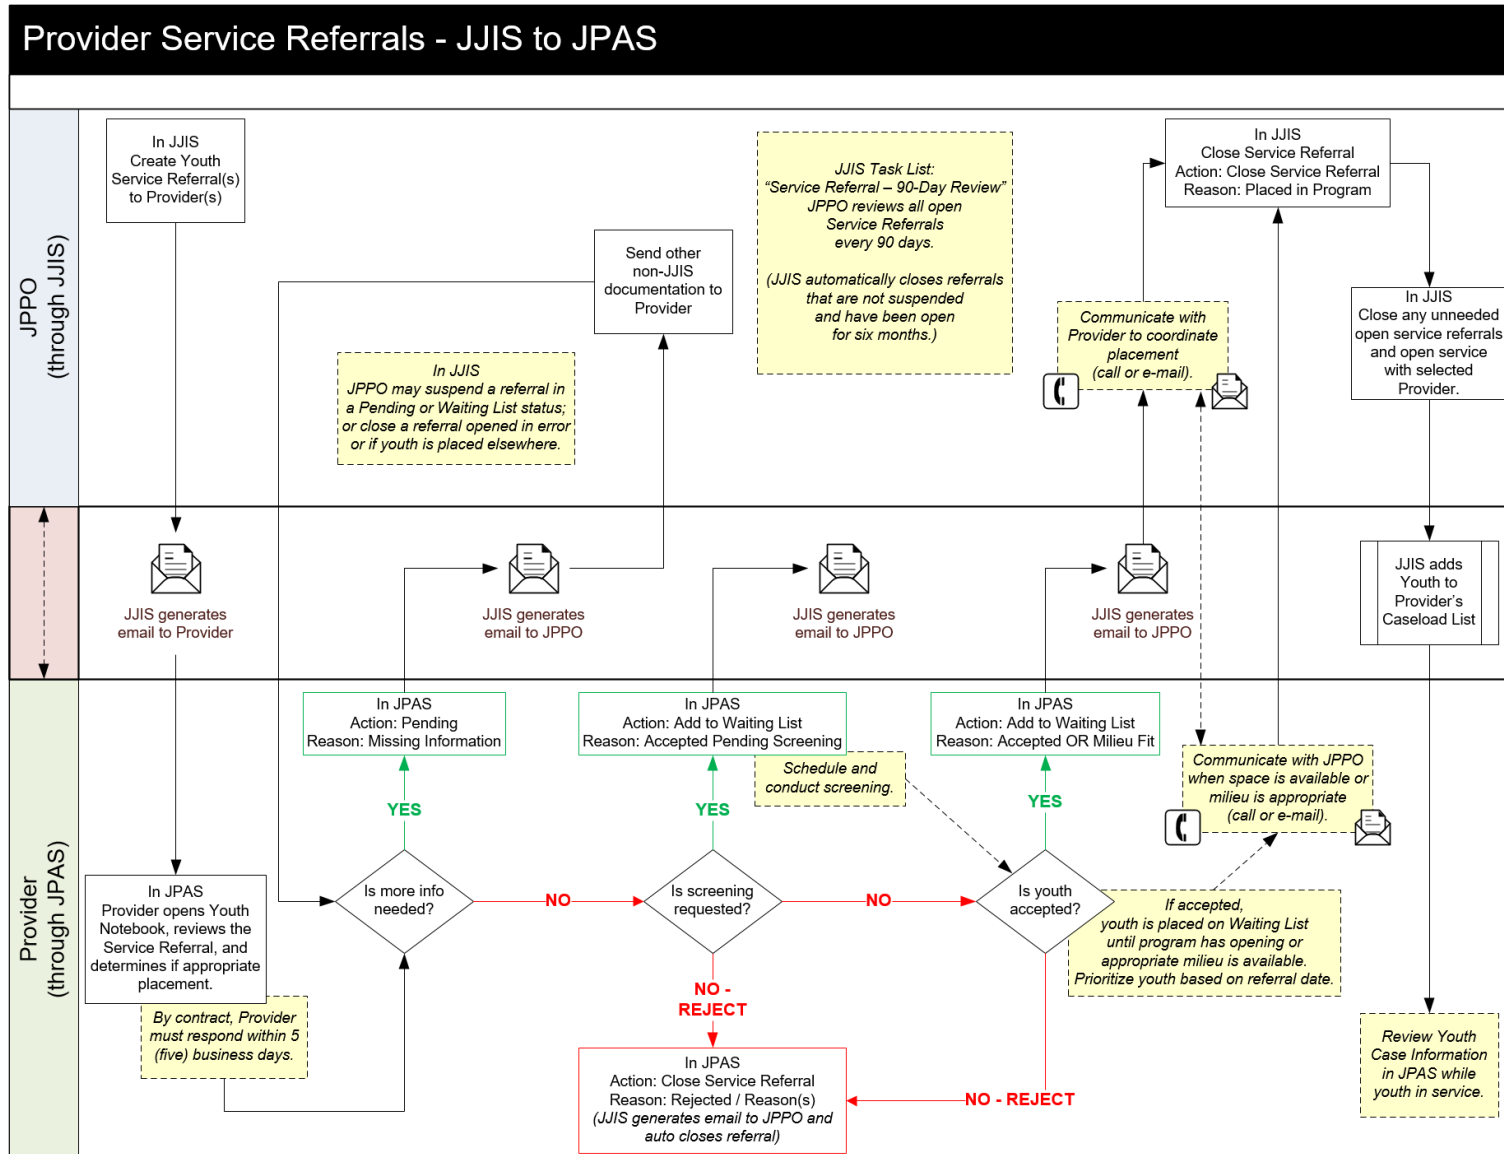 Provider Service Referrals - JJIS to JPAS
JPPO
(through JJIS)
In JJIS
Create Youth
Service Referral(s)
to Provider(s)
Send other
non-JJIS
documentation to
Provider
In JJIS
JPPO may suspend a referral in
a Pending or Waiting List status;
or close a referral opened in error
or if youth is placed elsewhere.
JJIS Task List:
“Service Referral – 90-Day Review”
JPPO reviews all open
Service Referrals
every 90 days.
(JJIS automatically closes referrals
that are not suspended
and have been open
for six months.)
In JJIS
Close Service Referral
Action: Close Service Referral
Reason: Placed in Program
Communicate with
Provider to coordinate
placement
(call or e-mail).
In JJIS
Close any unneeded
open service referrals
and open service
with selected
Provider.
JJIS generates
email to Provider
JJIS generates
email to JPPO
JJIS generates
email to JPPO
JJIS generates
email to JPPO
JJIS adds
Youth to
Provider’s
Caseload List
Provider
(through JPAS)
In JPAS
Action: Pending
Reason: Missing Information
In JPAS
Action: Add to Waiting List
Reason: Accepted Pending Screening
In JPAS
Action: Add to Waiting List
Reason: Accepted OR Milieu Fit
Schedule and
conduct screening.
Communicate with JPPO
when space is available or
milieu is appropriate
(call or e-mail).
YES
YES
YES
In JPAS
Provider opens Youth
Notebook, reviews the
Service Referral, and
determines if appropriate
placement.
By contract, Provider
must respond within 5
(five) business days.
Is more info
needed?
NO
Is screening
requested?
NO
Is youth
accepted?
If accepted,
youth is placed on Waiting List
until program has opening or
appropriate milieu is available.
Prioritize youth based on referral date.
NO -
REJECT
In JPAS
Action: Close Service Referral
Reason: Rejected / Reason(s)
(JJIS generates email to JPPO and
auto closes referral)
NO - REJECT
Review Youth
Case Information
in JPAS while
youth in service.